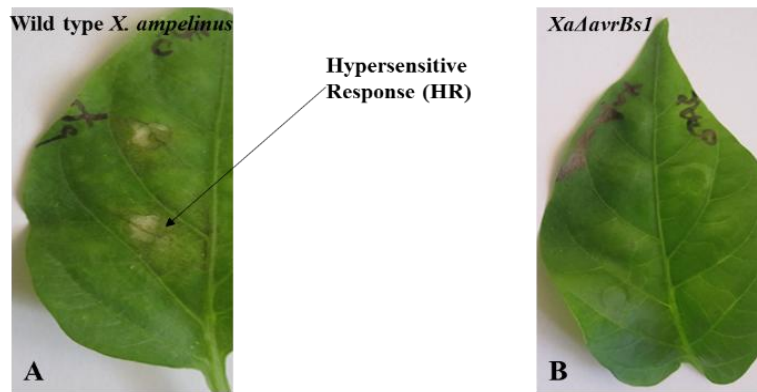 Wild type X. ampelinus
XaΔavrBs1
Hypersensitive
Response (HR)
A
B